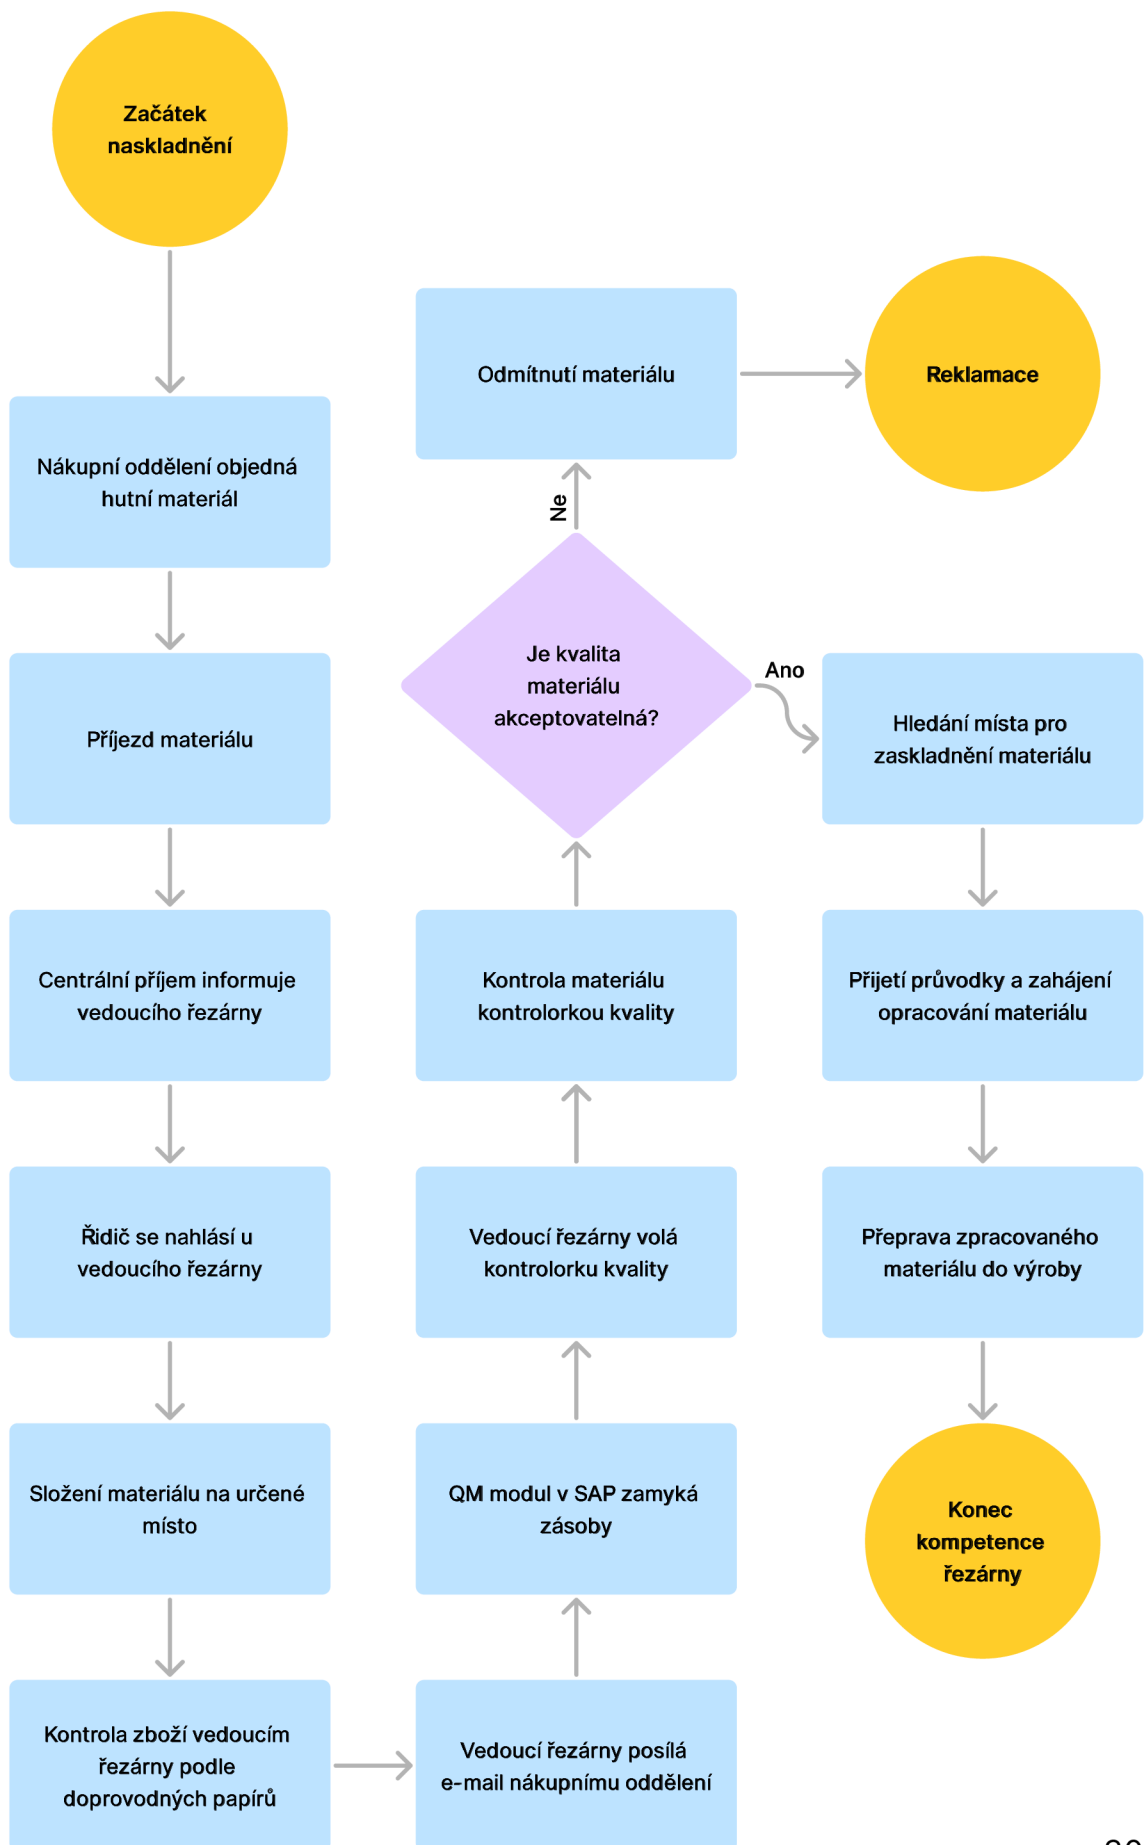 Začátek
naskladnění
Nákupní oddělení objedná
hutní materiál
Příjezd materiálu
Centrální příjem informuje
vedoucího řezárny
Řidič se nahlásí u
vedoucího řezárny
Složení materiálu na určené
místo
Kontrola zboží vedoucím
řezárny podle
doprovodných papírů
Vedoucí řezárny posílá
e-mail nákupnímu oddělení
QM modul v SAP zamyká
zásoby
Vedoucí řezárny volá
kontrolorku kvality
Kontrola materiálu
kontrolorkou kvality
Je kvalita
materiálu
akceptovatelná?
Ne
Odmítnutí materiálu
Reklamace
Ano
Hledání místa pro
zaskladnění materiálu
Přijetí průvodky a zahájení
opracování materiálu
Přeprava zpracovaného
materiálu do výroby
Konec
kompetence
řezárny